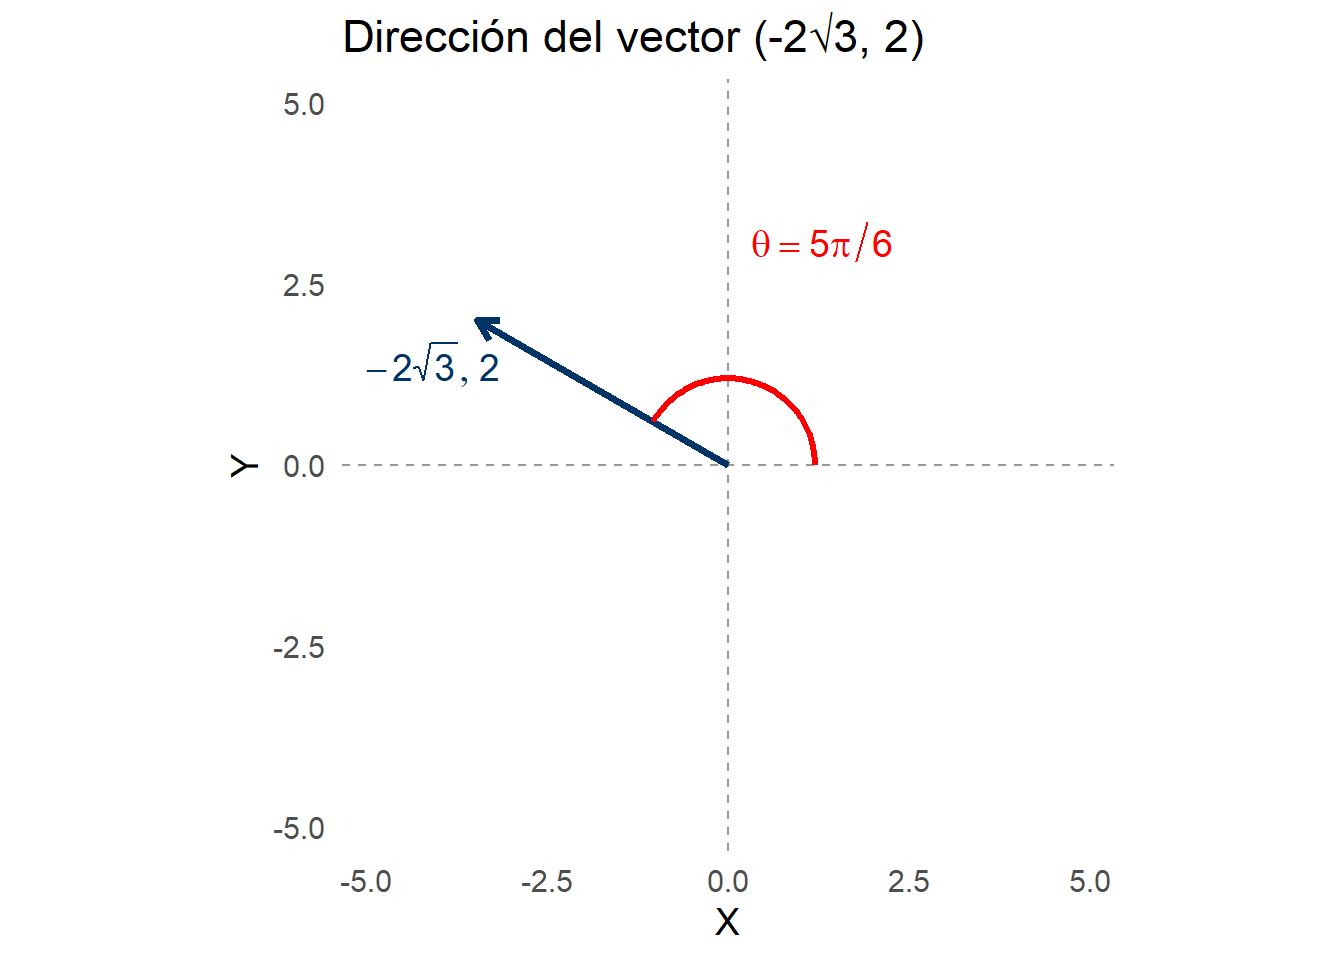 Dirección del vector (-2√3, 2)
5.0
θ = 5π/6
2.5
−2√3, 2
Y
0.0
-2.5
-5.0
-5.0 -2.5 0.0 2.5 5.0
X